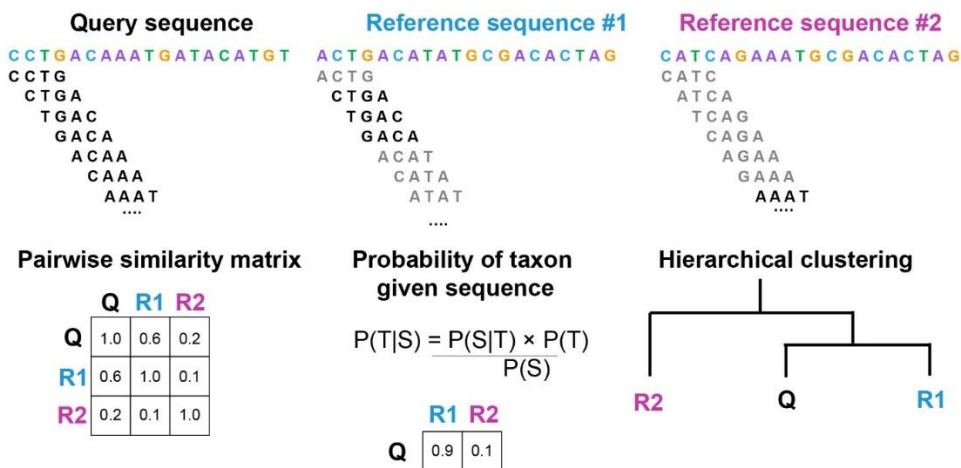 Query sequence
CCTGACAAATGATACATGT
CCTG
CTGA
TGAC
GACA
ACAA
CAAA
AAAT
....
Reference sequence #1
ACTGACATATGCGACACTAG
ACTG
CTGA
TGAC
GACA
ACAT
CATA
ATAT
....
Reference sequence #2
CATCAGAAATGCGACACTAG
CATC
ATCA
TCAG
CAGA
AGAA
GAAA
AAAT
....
Pairwise similarity matrix
Q R1 R2
Q 1.0 0.6 0.2
R1 0.6 1.0 0.1
R2 0.2 0.1 1.0
Probability of taxon
given sequence
P(T|S) = P(S|T) × P(T)
P(S)
R1 R2
Q 0.9 0.1
Hierarchical clustering
R2 Q R1